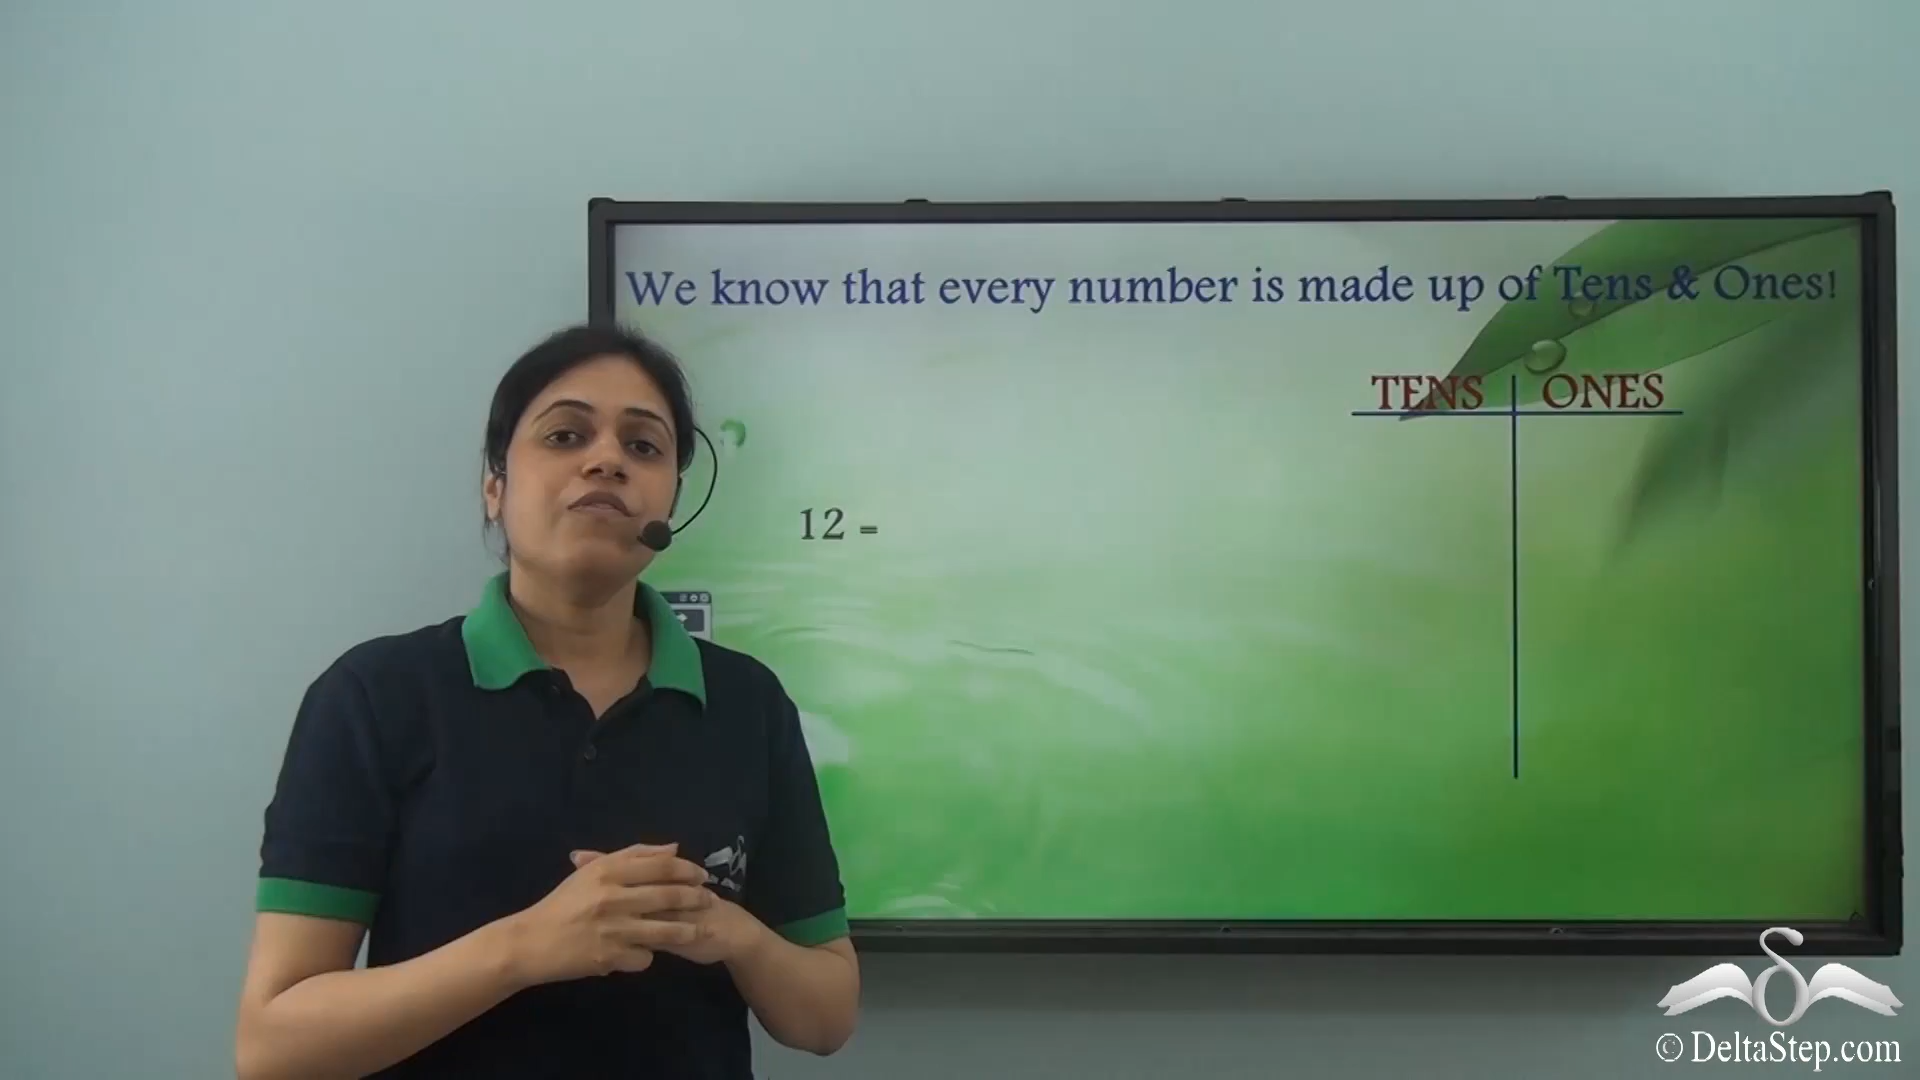 We know that every number is made up of Tens & Ones!
TENS ONES
12 =
© DeltaStep.com